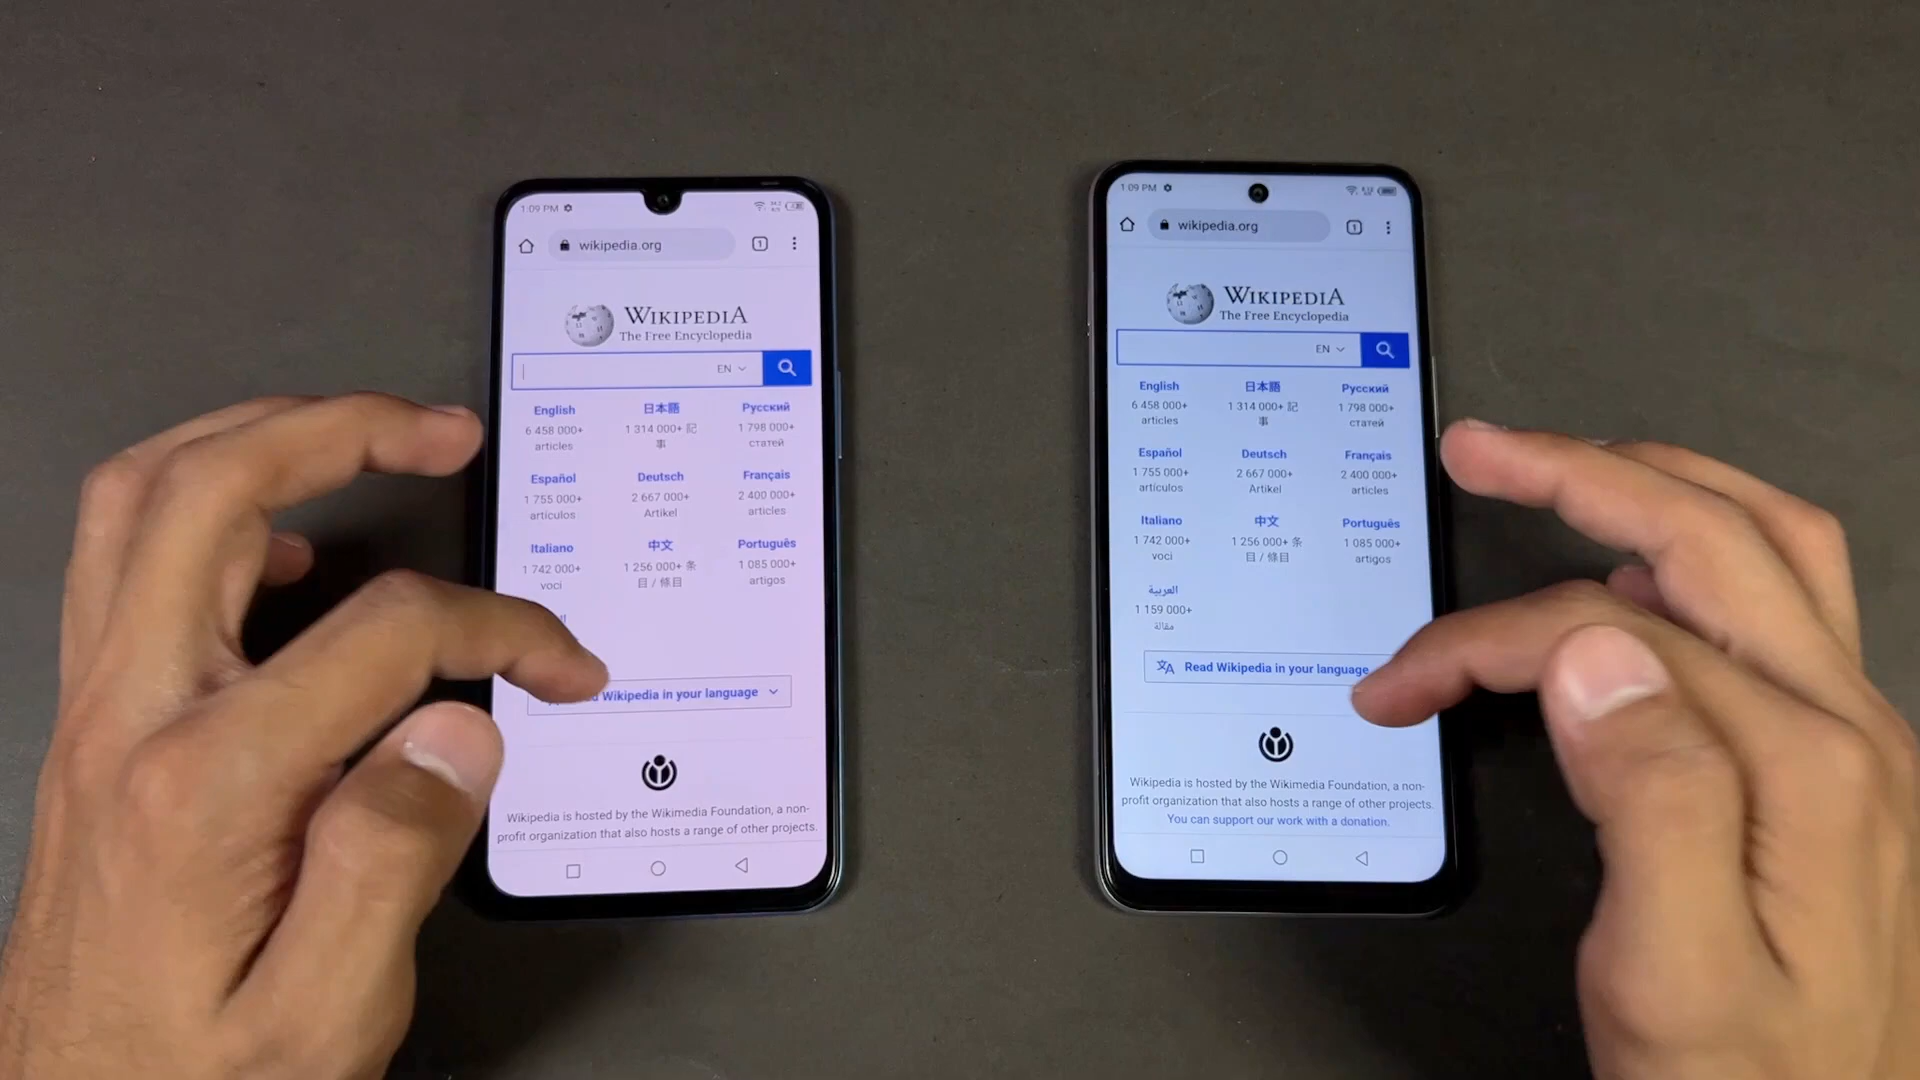 1:09 PM
wikipedia.org
1
WIKIPEDIA
The Free Encyclopedia
EN
English 日本語 Русский
6 458 000+ 1 314 000+ 記 1 798 000+
articles 事 статей
Español Deutsch Français
1 755 000+ 2 667 000+ 2 400 000+
artículos Artikel articles
Italiano 中文 Português
1 742 000+ 1 256 000+ 条 1 085 000+
voci 目 / 條目 artigos
Wikipedia in your language
Wikipedia is hosted by the Wikimedia Foundation, a non-
profit organization that also hosts a range of other projects.
1:09 PM
wikipedia.org
1
WIKIPEDIA
The Free Encyclopedia
EN
English 日本語 Русский
6 458 000+ 1 314 000+ 記 1 798 000+
articles 事 статей
Español Deutsch Français
1 755 000+ 2 667 000+ 2 400 000+
artículos Artikel articles
Italiano 中文 Português
1 742 000+ 1 256 000+ 条 1 085 000+
voci 目 / 條目 artigos
العربية
1 159 000+
مقالة
Read Wikipedia in your language
Wikipedia is hosted by the Wikimedia Foundation, a non-
profit organization that also hosts a range of other projects.
You can support our work with a donation.